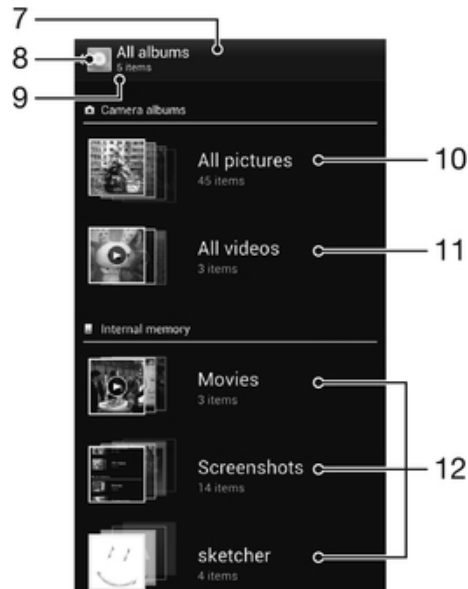 7
8
All albums
9
5 items
Camera albums
All pictures
10
45 items
All videos
11
3 items
Internal memory
Movies
3 items
Screenshots
12
14 items
sketcher
4 items